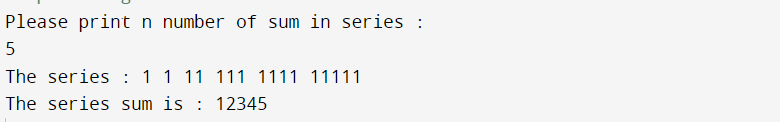 Please print n number of sum in series :
5
The series : 1 1 11 111 1111 11111
The series sum is : 12345